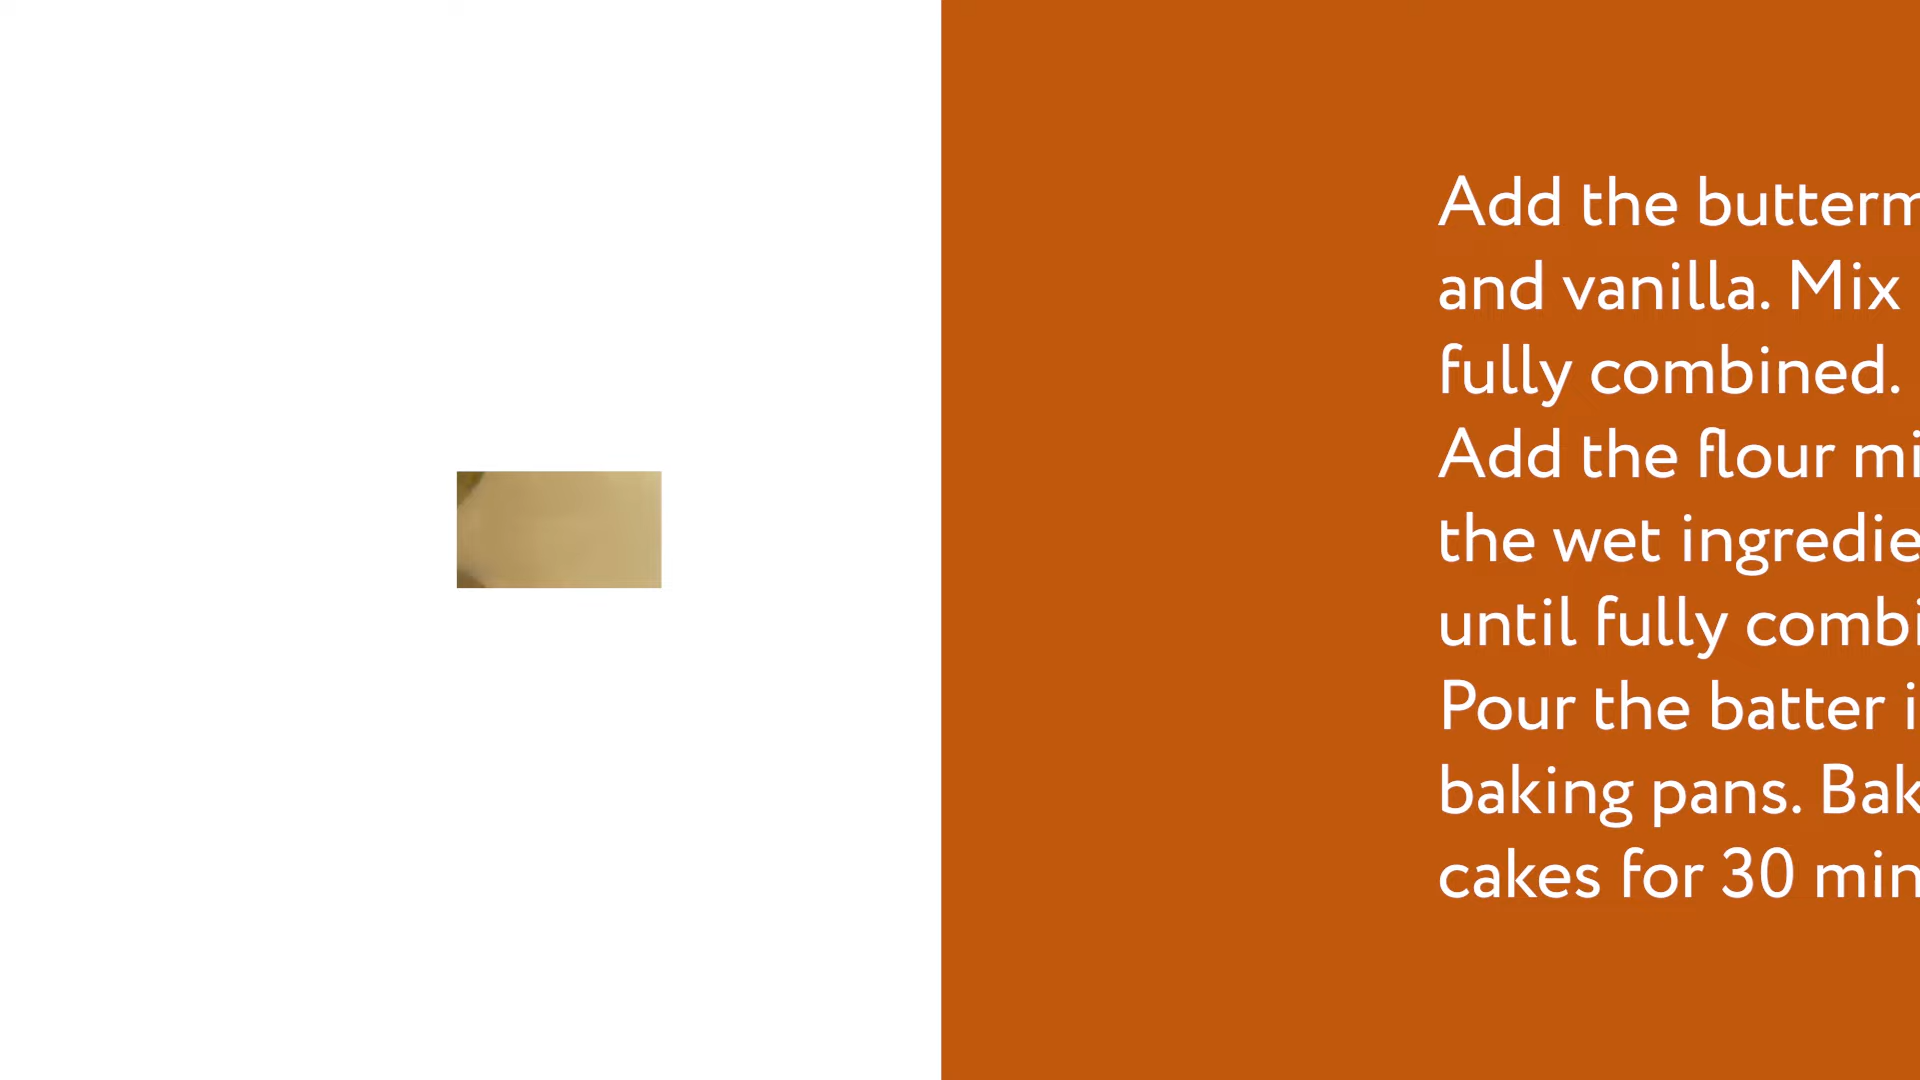 Add the butterm
and vanilla. Mix
fully combined.
Add the flour mi
the wet ingredie
until fully combi
Pour the batter i
baking pans. Bak
cakes for 30 min